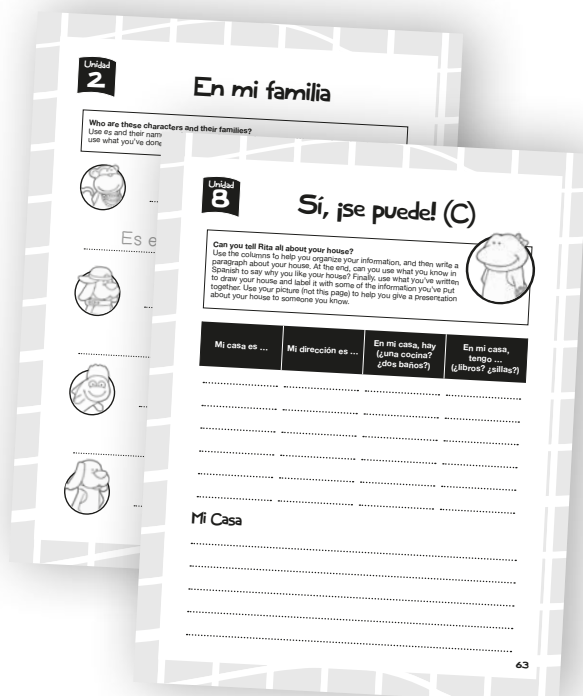 Unidad
2
En mi familia
Who are these characters and their families?
Use es and their nam
use what you've done
Es e
Unidad
8
Sí, ¡se puede! (C)
Can you tell Rita all about your house?
Use the columns to help you organize your information, and then write a
paragraph about your house. At the end, can you use what you know in
Spanish to say why you like your house? Finally, use what you've written
to draw your house and label it with some of the information you've put
together. Use your picture (not this page) to help you give a presentation
about your house to someone you know.
Mi casa es ...
Mi dirección es ...
En mi casa, hay
(¿una cocina?
¿dos baños?)
En mi casa,
tengo ...
(¿libros? ¿sillas?)
Mi Casa
63